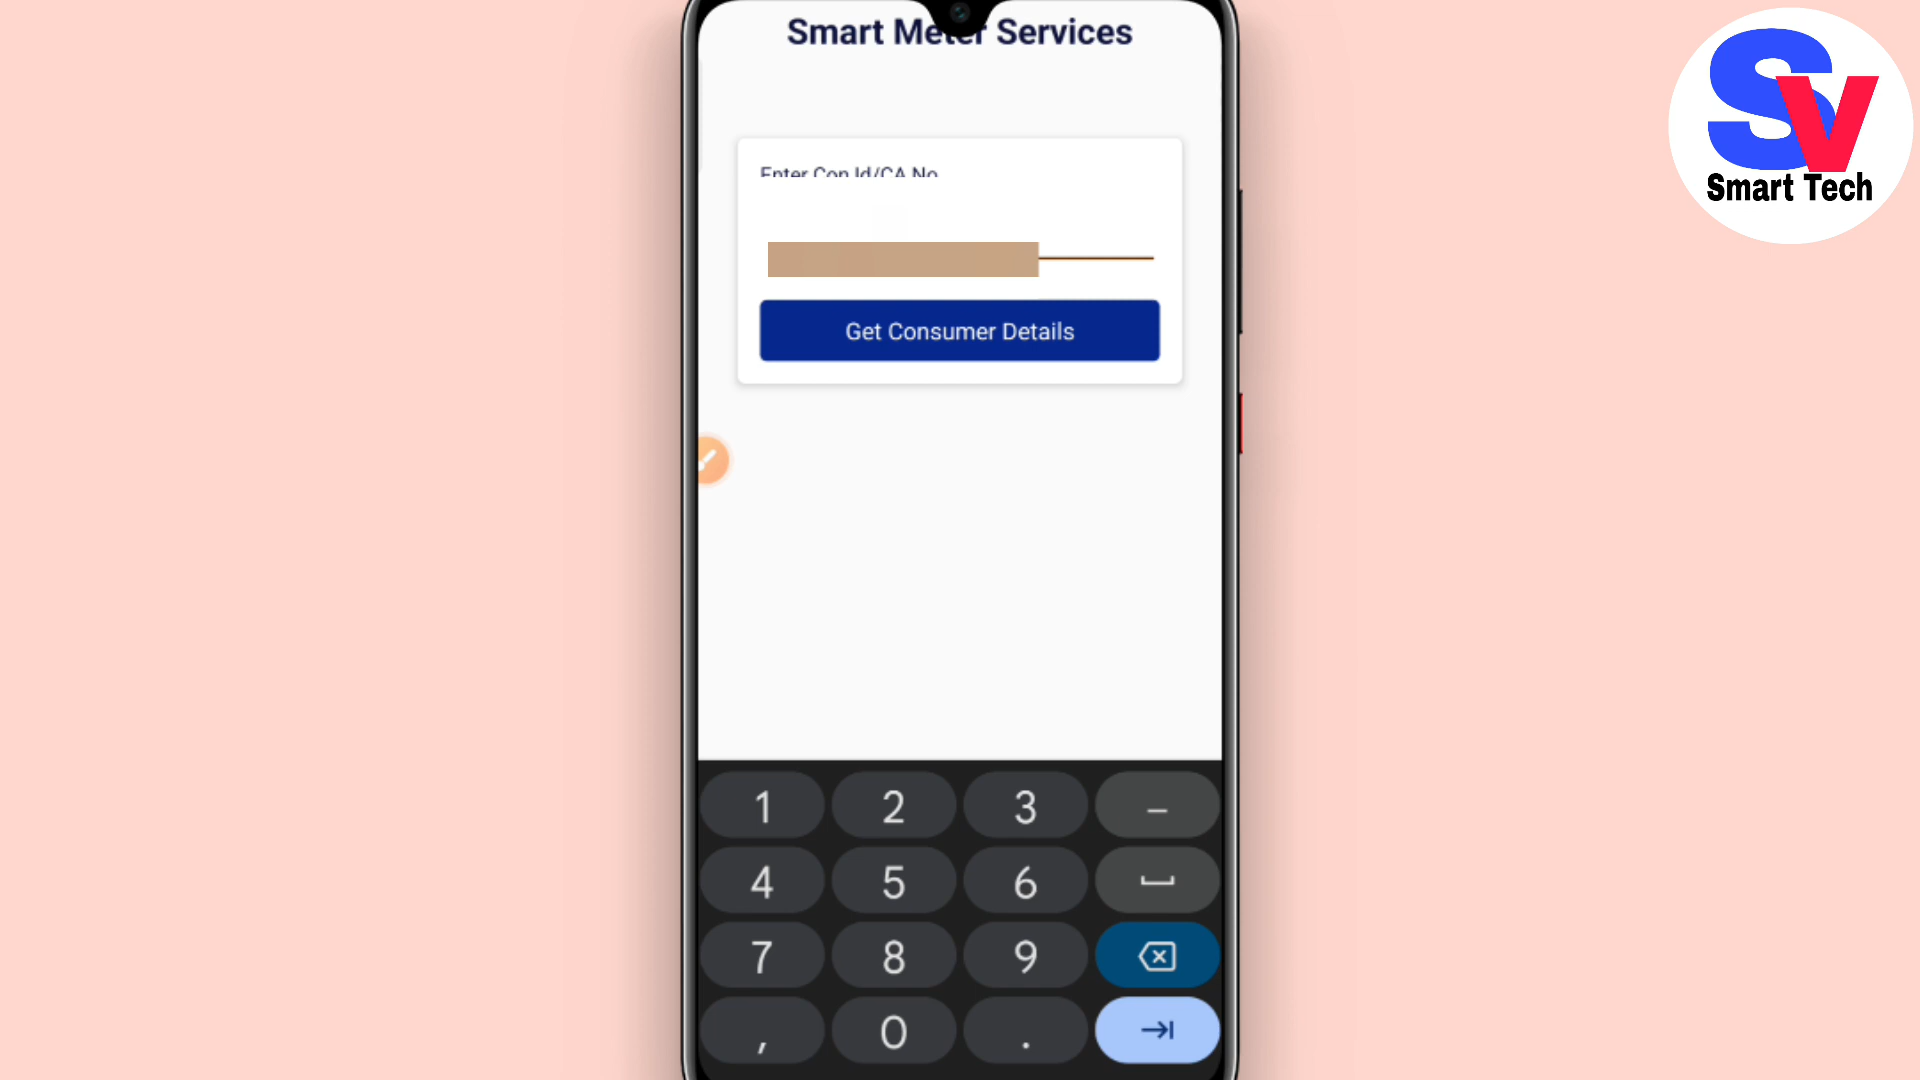 Smart Meter Services
Enter Con Id/CA No
Get Consumer Details
1 2 3 –
4 5 6
7 8 9
, 0 .
SV
Smart Tech